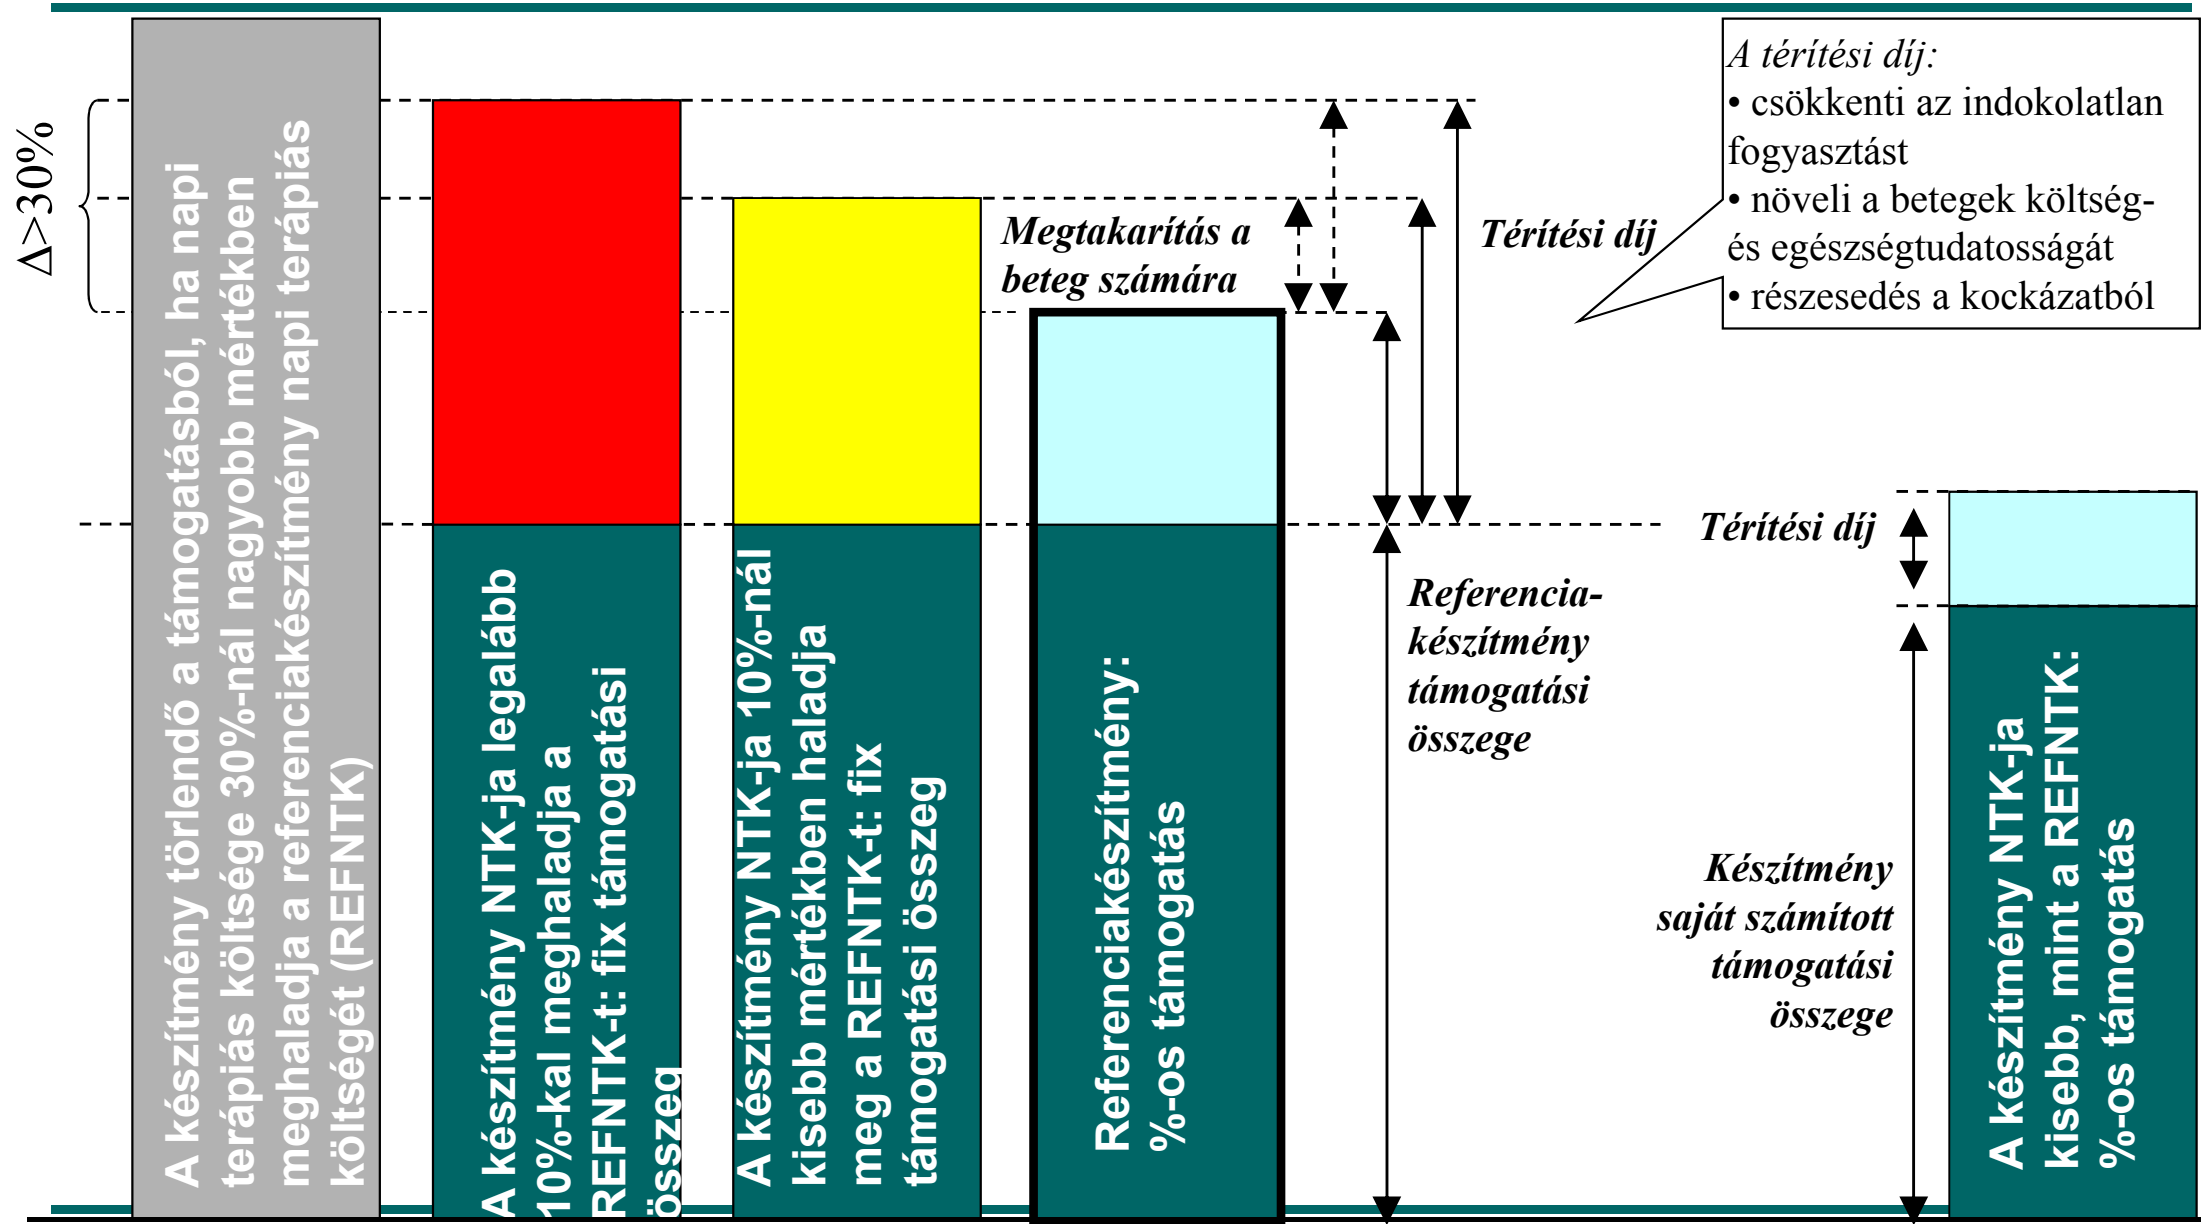 Δ>30%
A készítmény törlendő a támogatásból, ha napi
terápiás költsége 30%-nál nagyobb mértékben
meghaladja a referenciakészítmény napi terápiás
költségét (REFNTK)
A készítmény NTK-ja legalább
10%-kal meghaladja a
REFNTK-t: fix támogatási
összeg
A készítmény NTK-ja 10%-nál
kisebb mértékben haladja
meg a REFNTK-t: fix
támogatási összeg
Megtakarítás a
beteg számára
Referenciakészítmény:
%-os támogatás
Térítési díj
A térítési díj:
• csökkenti az indokolatlan
fogyasztást
• növeli a betegek költség-
és egészségtudatosságát
• részesedés a kockázatból
Referencia-
készítmény
támogatási
összege
Térítési díj
Készítmény
saját számított
támogatási
összege
A készítmény NTK-ja
kisebb, mint a REFNTK:
%-os támogatás